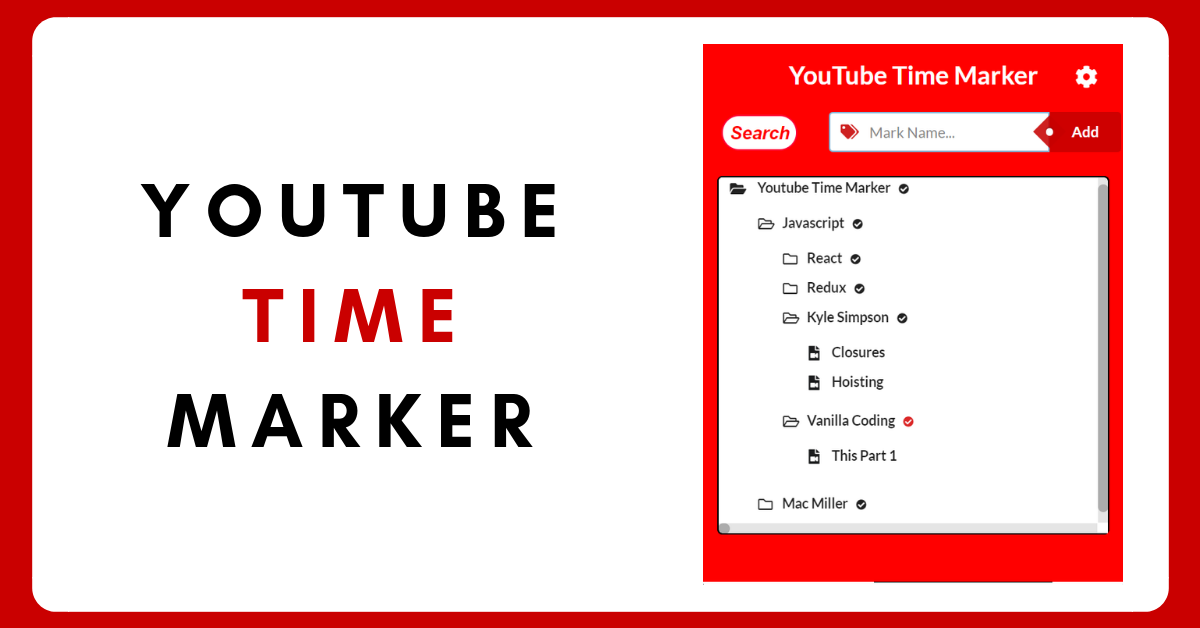 YOUTUBE
TIME
MARKER
YouTube Time Marker
Search
Mark Name...
Add
Youtube Time Marker
Javascript
React
Redux
Kyle Simpson
Closures
Hoisting
Vanilla Coding
This Part 1
Mac Miller